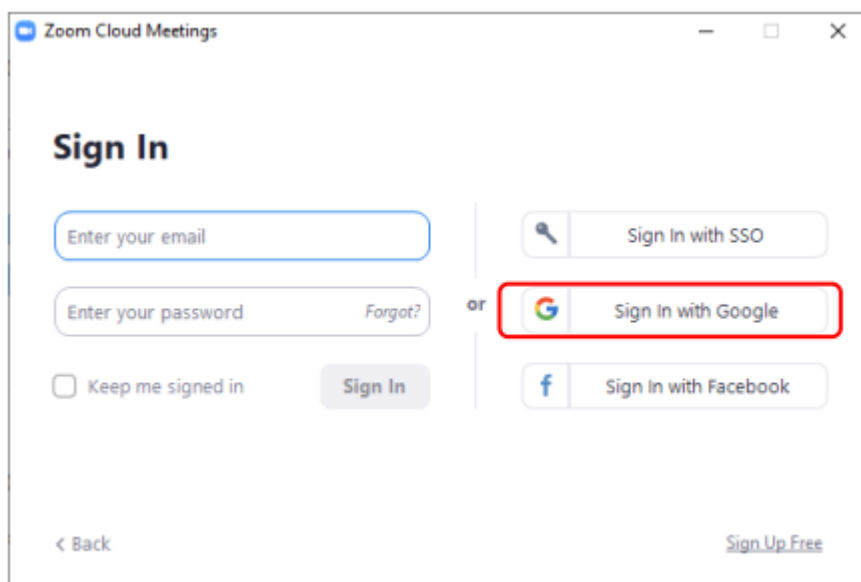 Zoom Cloud Meetings
Sign In
Enter your email
Enter your password Forgot?
Keep me signed in Sign In
or
Sign In with SSO
Sign In with Google
Sign In with Facebook
< Back
Sign Up Free